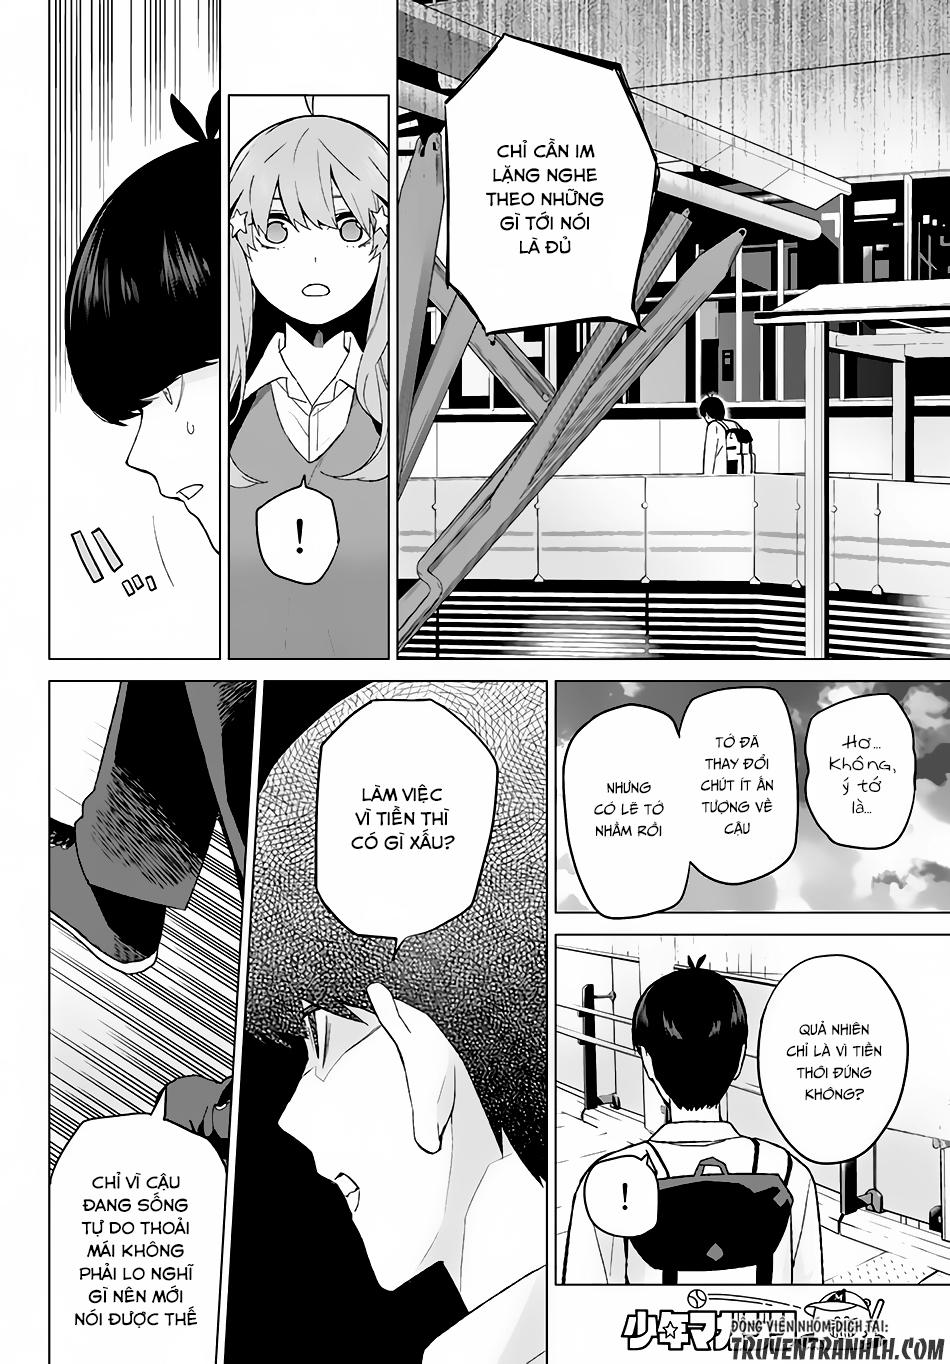 CHỈ CẦN IM
LẶNG NGHE
THEO NHỮNG
GÌ TỚI NÓI
LÀ ĐỦ
!
HƠ...
KHÔNG,
Ý TỚ
LÀ...
TỚ ĐÃ
THAY ĐỔI
CHÚT ÍT ẤN
TƯỢNG VỀ
CẬU
NHƯNG
CÓ LẼ TỚ
NHẦM RỒI
QUẢ NHIÊN
CHỈ LÀ VÌ TIỀN
THÔI ĐÚNG
KHÔNG?
!
LÀM VIỆC
VÌ TIỀN THÌ
CÓ GÌ XẤU?
CHỈ VÌ CẬU
ĐANG SỐNG
TỰ DO THOẢI
MÁI KHÔNG
PHẢI LO NGHĨ
GÌ NÊN MỚI
NÓI ĐƯỢC THẾ
ĐỘNG VIÊN NHÓM DỊCH TẠI:
TRUYENTRANHLH.COM